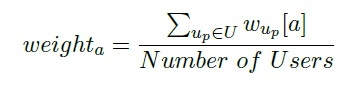 weight_a = \frac{\sum_{u_p \in U} w_{u_p}[a]}{Number of Users}